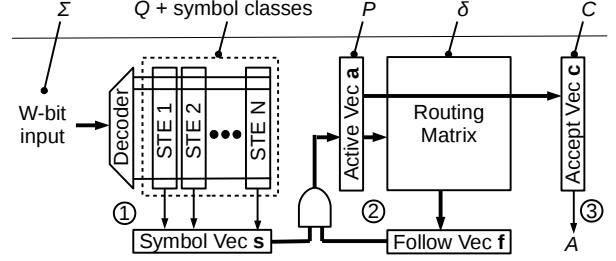 Σ
Q + symbol classes
P
δ
C
W-bit
input
Decoder
STE 1
STE 2
STE N
Active Vec a
Routing
Matrix
Accept Vec c
1
2
3
Symbol Vec s
Follow Vec f
A